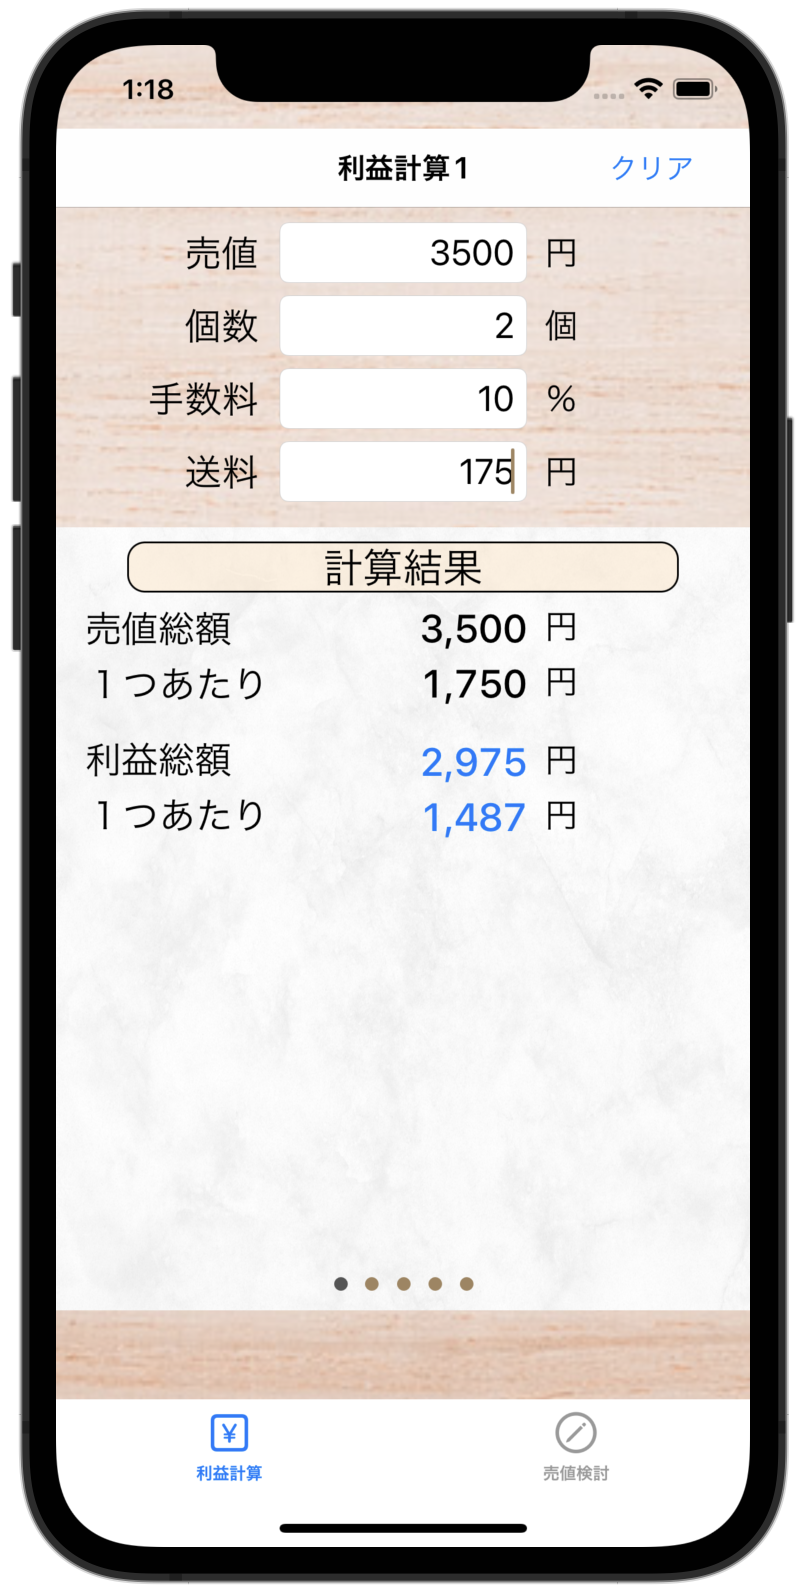 1:18
利益計算1 クリア
売値 3500 円
個数 2 個
手数料 10 %
送料 175 円
計算結果
売値総額 3,500 円
1つあたり 1,750 円
利益総額 2,975 円
1つあたり 1,487 円
¥
利益計算 売値検討